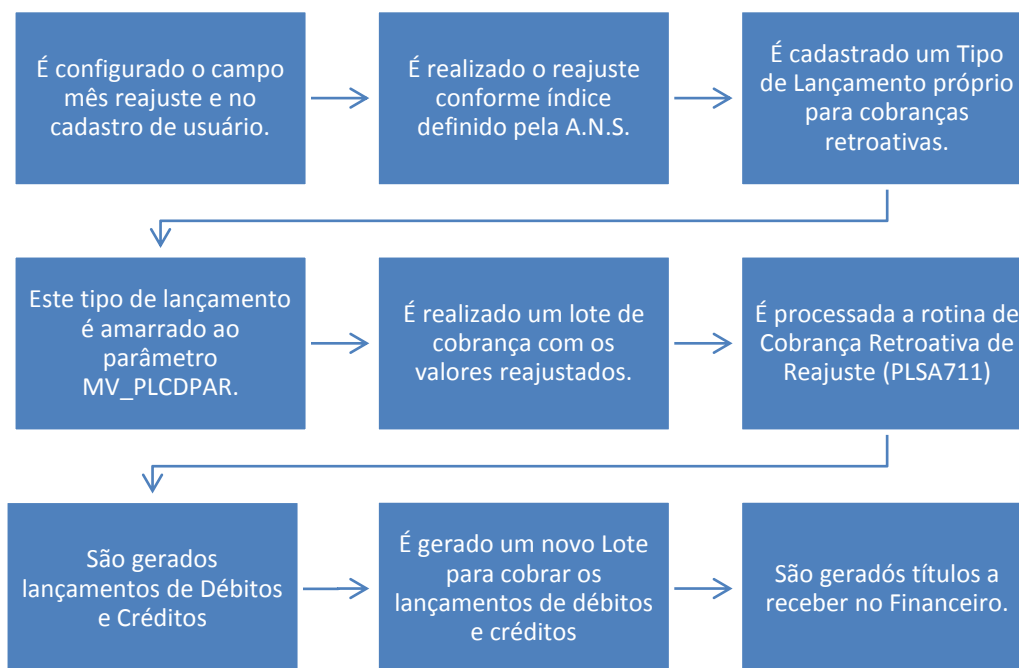 É configurado o campo
mês reajuste e no
cadastro de usuário.
É realizado o reajuste
conforme índice
definido pela A.N.S.
É cadastrado um Tipo
de Lançamento próprio
para cobranças
retroativas.
Este tipo de lançamento
é amarrado ao
parâmetro
MV_PLCDPAR.
É realizado um lote de
cobrança com os
valores reajustados.
É processada a rotina de
Cobrança Retroativa de
Reajuste (PLSA711)
São gerados
lançamentos de Débitos
e Créditos
É gerado um novo Lote
para cobrar os
lançamentos de débitos
e créditos
São geradós títulos a
receber no Financeiro.